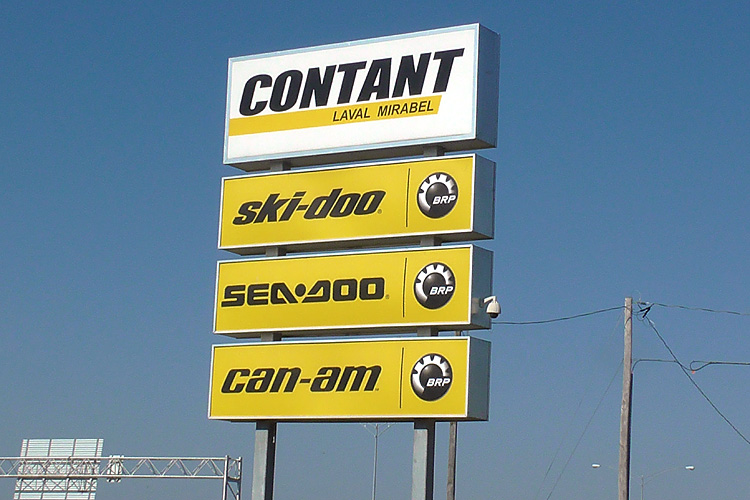 CONTANT
LAVAL MIRABEL
ski-doo® BRP
SEA-DOO® BRP
can-am® BRP